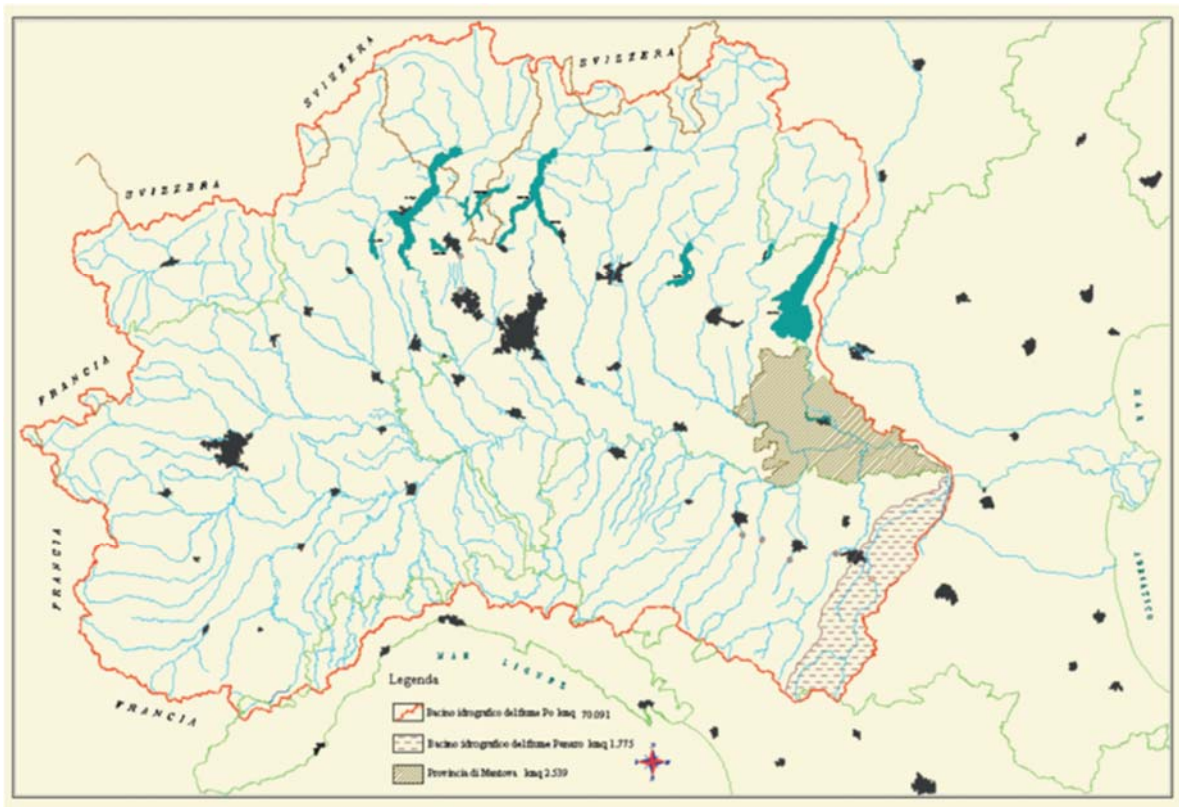 SVIZZERA
SVIZZERA
SVIZZERA
FRANCIA
FRANCIA
FRANCIA
MAR
ADRIATICO
MAR LIGURE
Legenda
Bacino idrografico del fiume Po kmq 70.091
Bacino idrografico del fiume Panaro kmq 1.775
Provincia di Mantova kmq 2.539